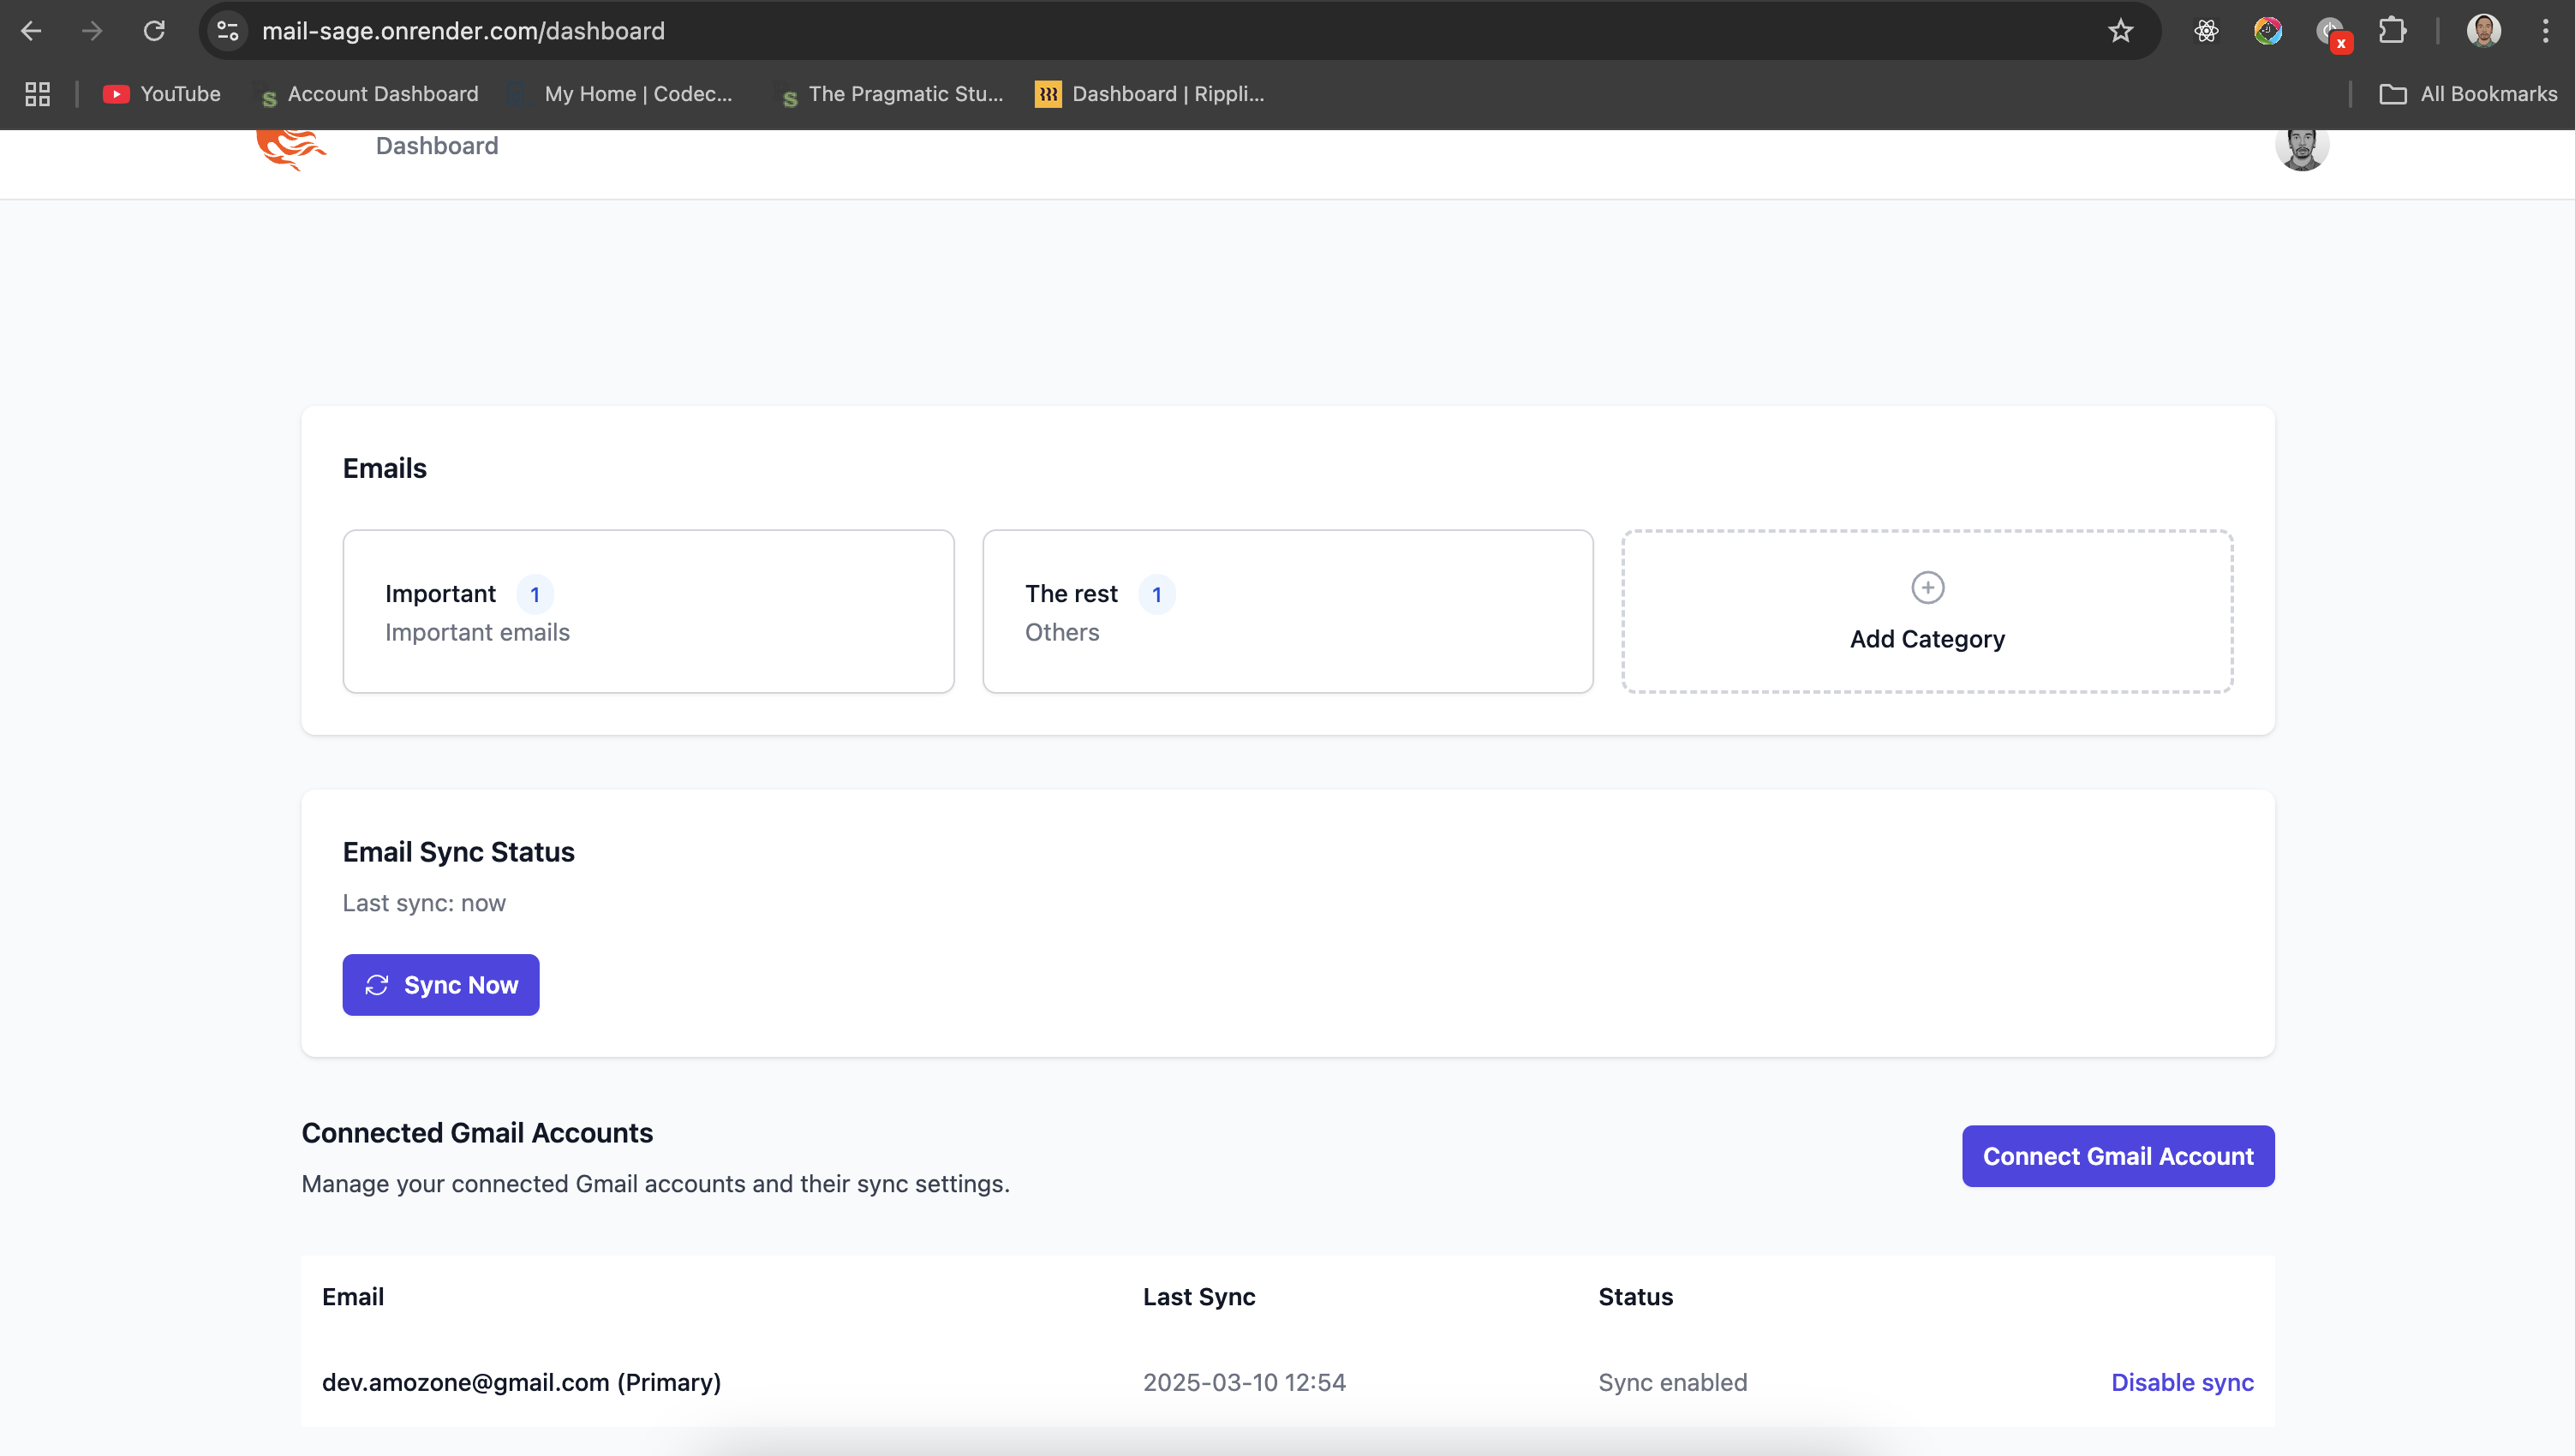 mail-sage.onrender.com/dashboard
x
YouTube
S Account Dashboard
My Home | Codec...
S The Pragmatic Stu...
Dashboard | Rippli...
All Bookmarks
Dashboard
Emails
Important 1
Important emails
The rest 1
Others
Add Category
Email Sync Status
Last sync: now
Sync Now
Connected Gmail Accounts
Manage your connected Gmail accounts and their sync settings.
Connect Gmail Account
Email Last Sync Status
dev.amozone@gmail.com (Primary) 2025-03-10 12:54 Sync enabled Disable sync